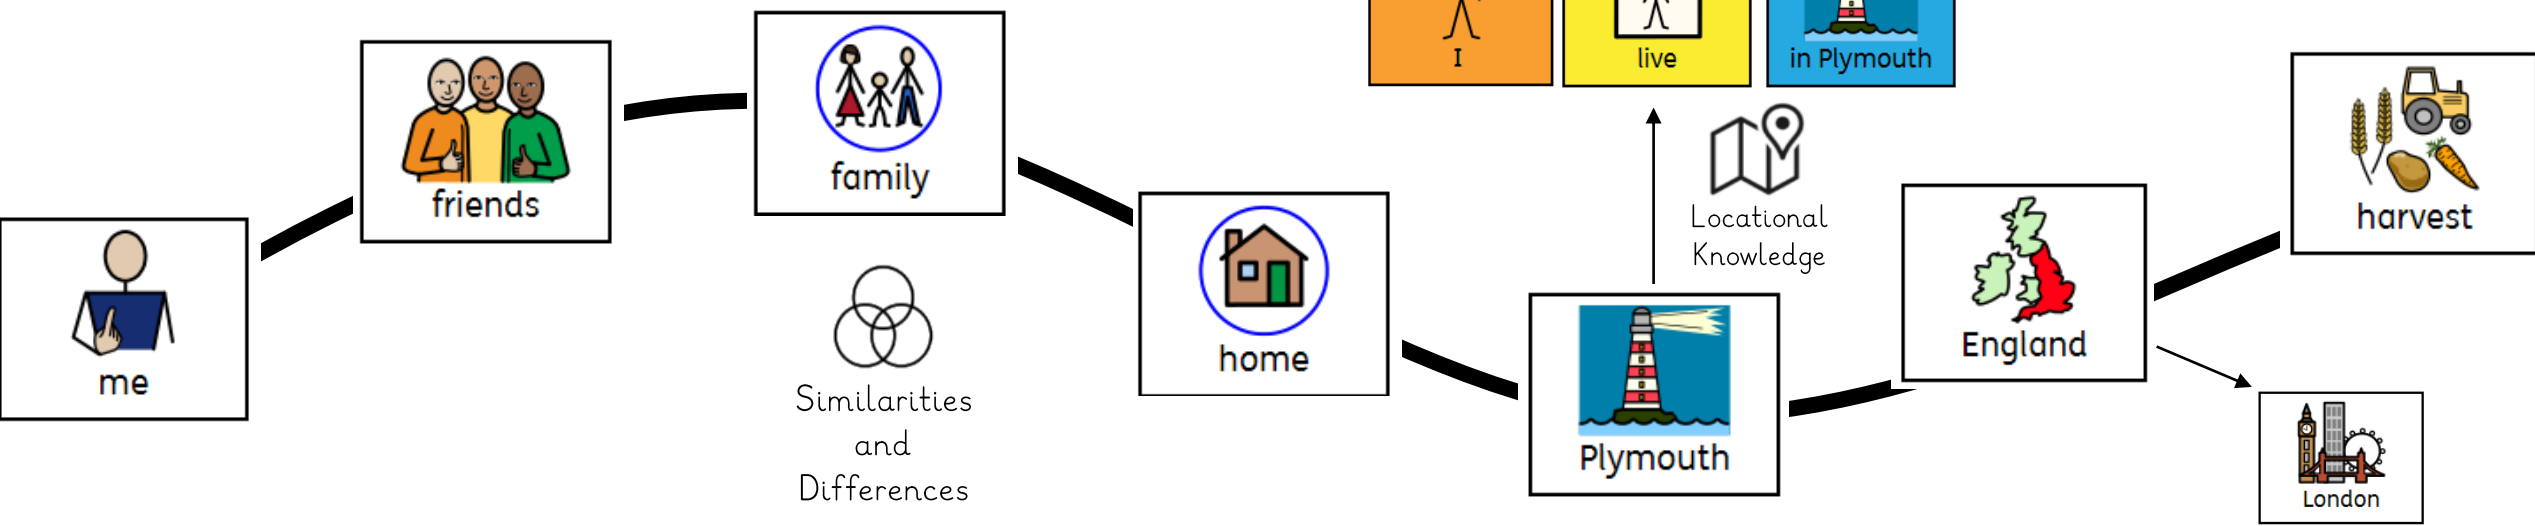 me
friends
family
Similarities
and
Differences
home
I
live
in Plymouth
Locational
Knowledge
Plymouth
England
London
harvest